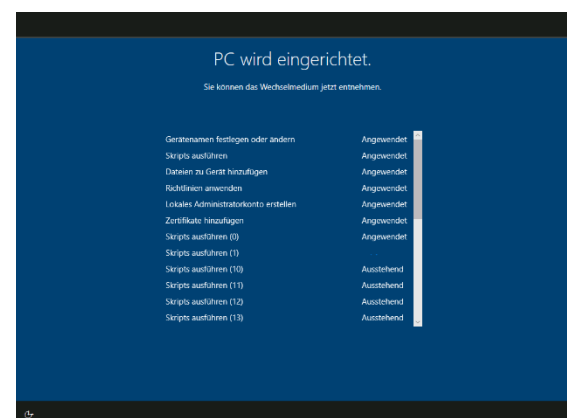 PC wird eingerichtet.
Sie können das Wechselmedium jetzt entnehmen.
Gerätenamen festlegen oder ändern Angewendet
Skripts ausführen Angewendet
Dateien zu Gerät hinzufügen Angewendet
Richtlinien anwenden Angewendet
Lokales Administratorkonto erstellen Angewendet
Zertifikate hinzufügen Angewendet
Skripts ausführen (0) Angewendet
Skripts ausführen (1)
Skripts ausführen (10) Ausstehend
Skripts ausführen (11) Ausstehend
Skripts ausführen (12) Ausstehend
Skripts ausführen (13) Ausstehend